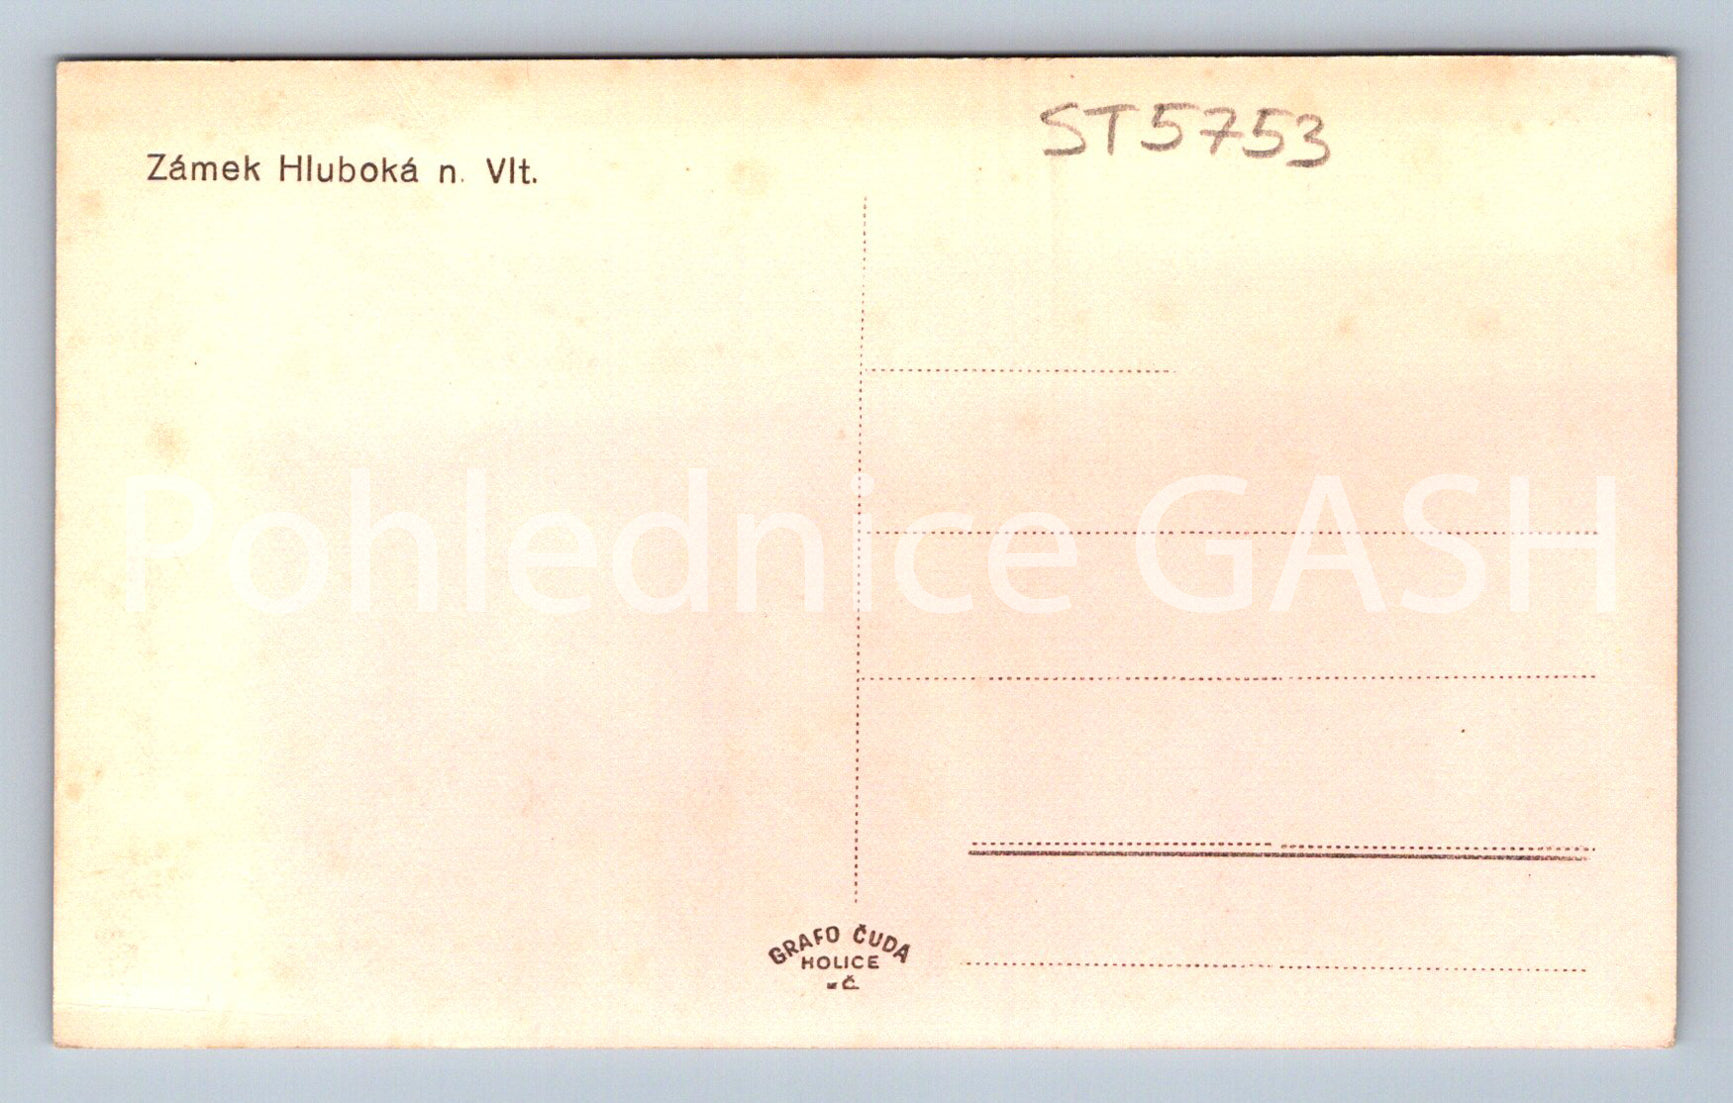 ST5753
Zámek Hluboká n. Vlt.
Pohlednice GASH
GRAFO ČUDA
HOLICE